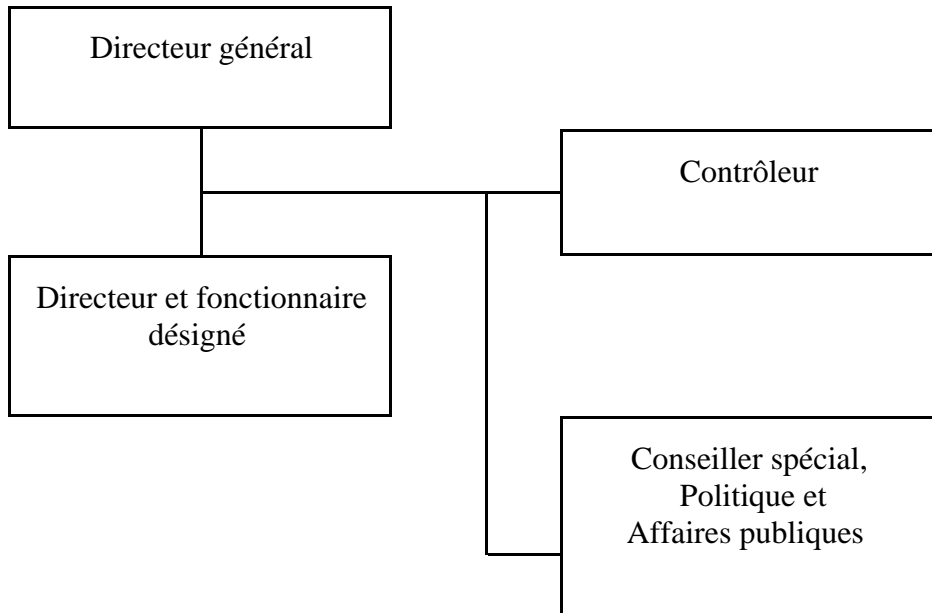 Directeur général
Contrôleur
Directeur et fonctionnaire
désigné
Conseiller spécial,
Politique et
Affaires publiques